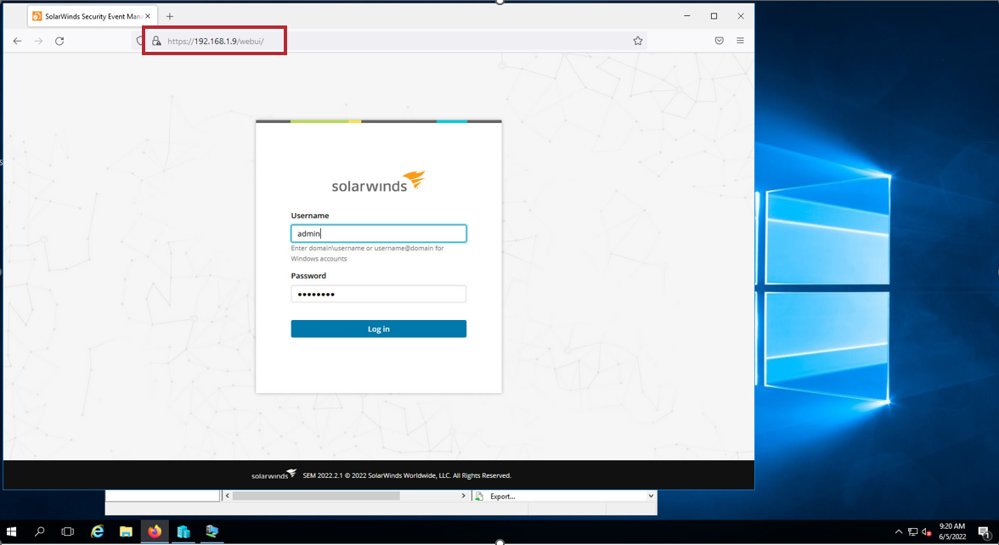 SolarWinds Security Event Mana
https://192.168.1.9/webui/
solarwinds
Username
admin
Enter domain\username or username@domain for
Windows accounts
Password
Log in
solarwinds SEM 2022.2.1 © 2022 SolarWinds Worldwide, LLC. All Rights Reserved.
Export...
9:20 AM
6/5/2022
1